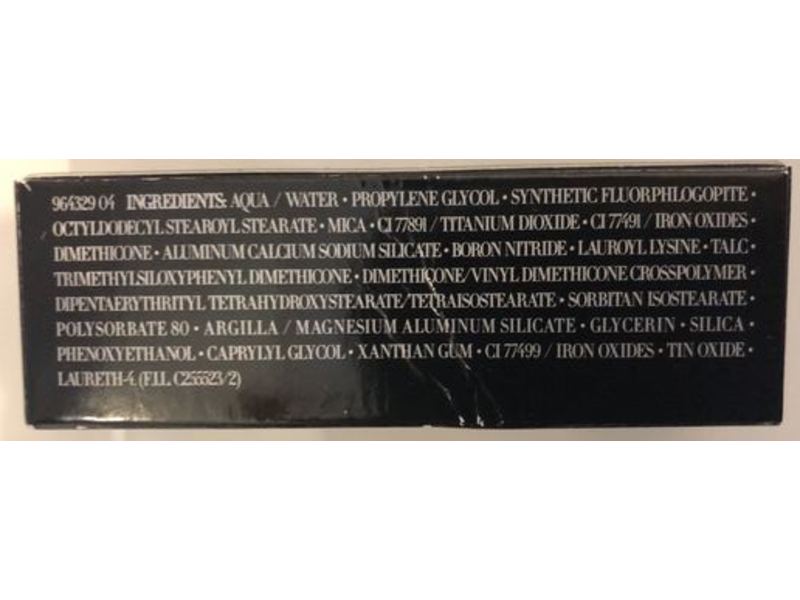 964329 04 INGREDIENTS: AQUA / WATER • PROPYLENE GLYCOL • SYNTHETIC FLUORPHLOGOPITE •
OCTYLDODECYL STEAROYL STEARATE • MICA • CI 77891 / TITANIUM DIOXIDE • CI 77491 / IRON OXIDES
DIMETHICONE • ALUMINUM CALCIUM SODIUM SILICATE • BORON NITRIDE • LAUROYL LYSINE • TALC
TRIMETHYLSILOXYPHENYL DIMETHICONE • DIMETHICONE/VINYL DIMETHICONE CROSSPOLYMER •
DIPENTAERYTHRITYL TETRAHYDROXYSTEARATE/TETRAISOSTEARATE • SORBITAN ISOSTEARATE •
POLYSORBATE 80 • ARGILLA / MAGNESIUM ALUMINUM SILICATE • GLYCERIN • SILICA •
PHENOXYETHANOL • CAPRYLYL GLYCOL • XANTHAN GUM • CI 77499 / IRON OXIDES • TIN OXIDE •
LAURETH-4. (F.I.L. C255523/2)